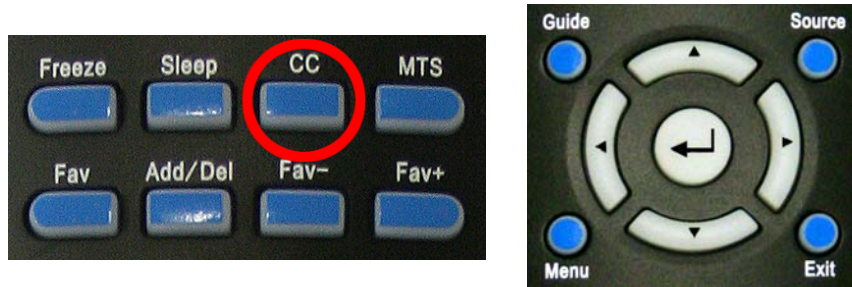 Freeze Sleep CC MTS
Fav Add/Del Fav- Fav+
Guide Source
Menu Exit